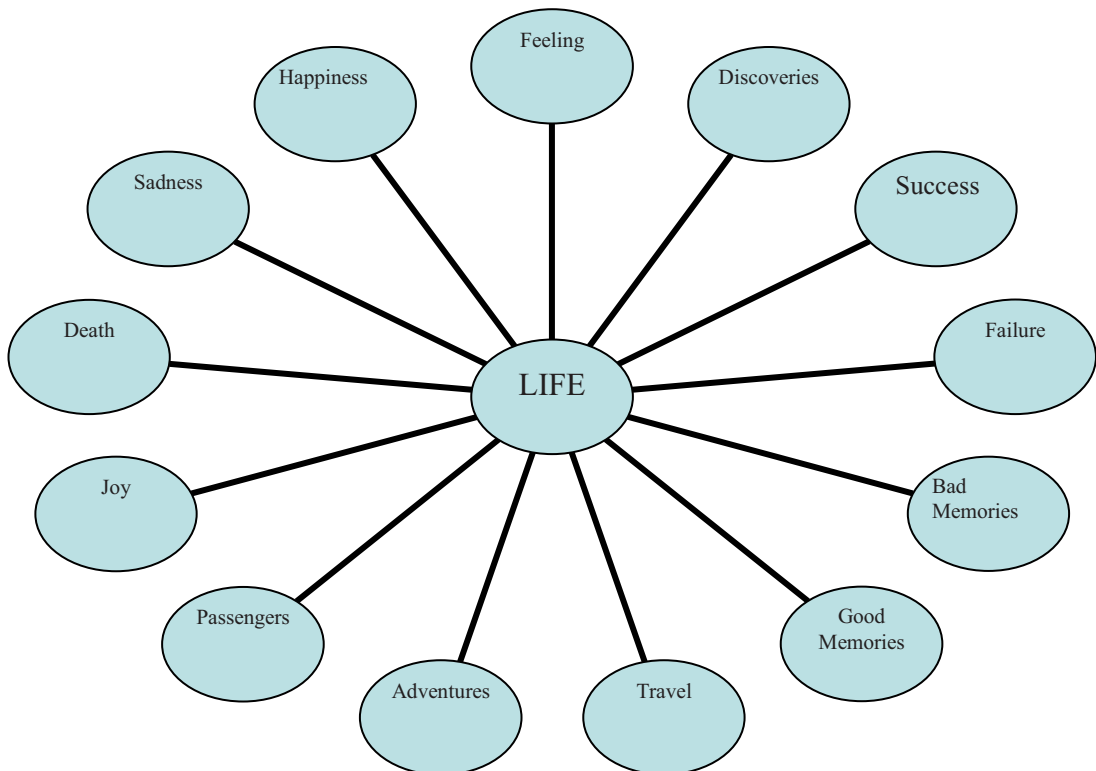 Feeling
Happiness
Discoveries
Sadness
Success
Death
Failure
LIFE
Joy
Bad
Memories
Passengers
Good
Memories
Adventures
Travel